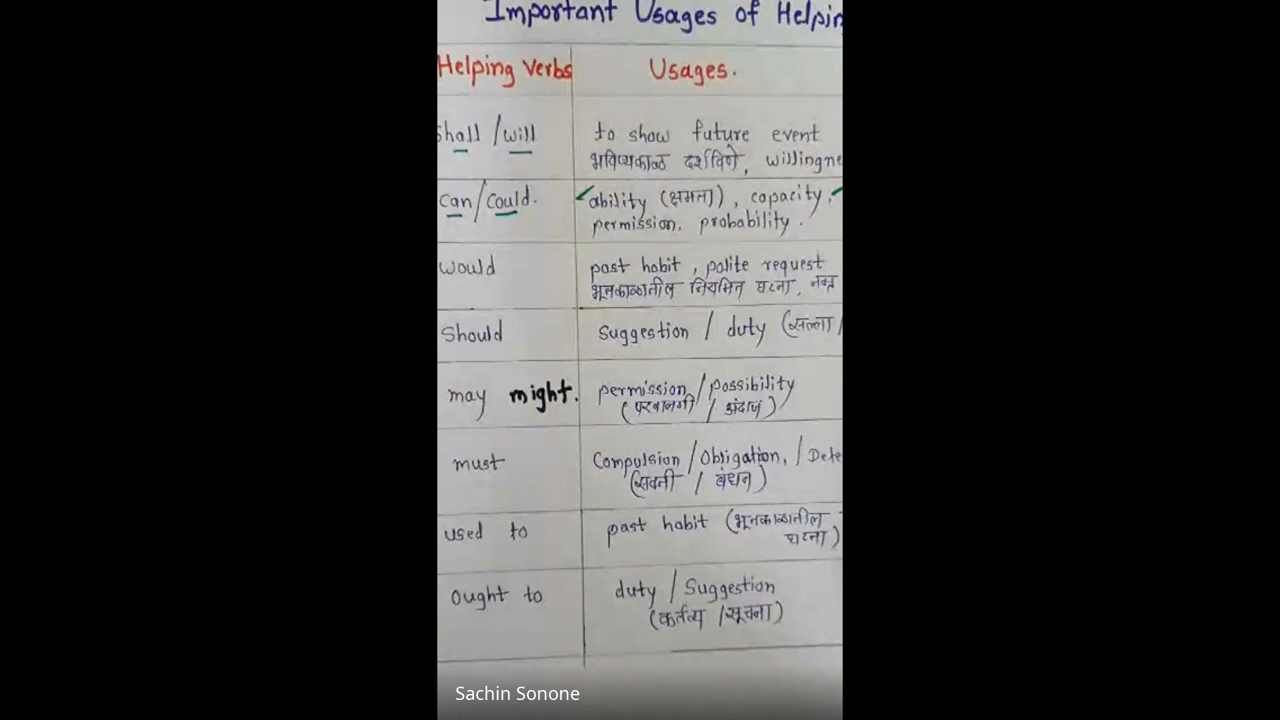 Important Usages of Helpin
Helping Verbs Usages.
Shall / will to show future event
भविष्यकाळ दर्शविणे, willingne
can/could. ability (क्षमता), capacity,
permission, probability.
would past habit, polite request
भूतकाळातील नियमित घटना, नम्र
Should Suggestion / duty (सल्ला /
may might. permission / possibility
(परवानगी / अंदाज)
must Compulsion / Obligation, / Dete
(सक्ती / बंधन)
used to past habit (भूतकाळातील
घटना)
ought to duty / Suggestion
(कर्तव्य / सूचना)
Sachin Sonone